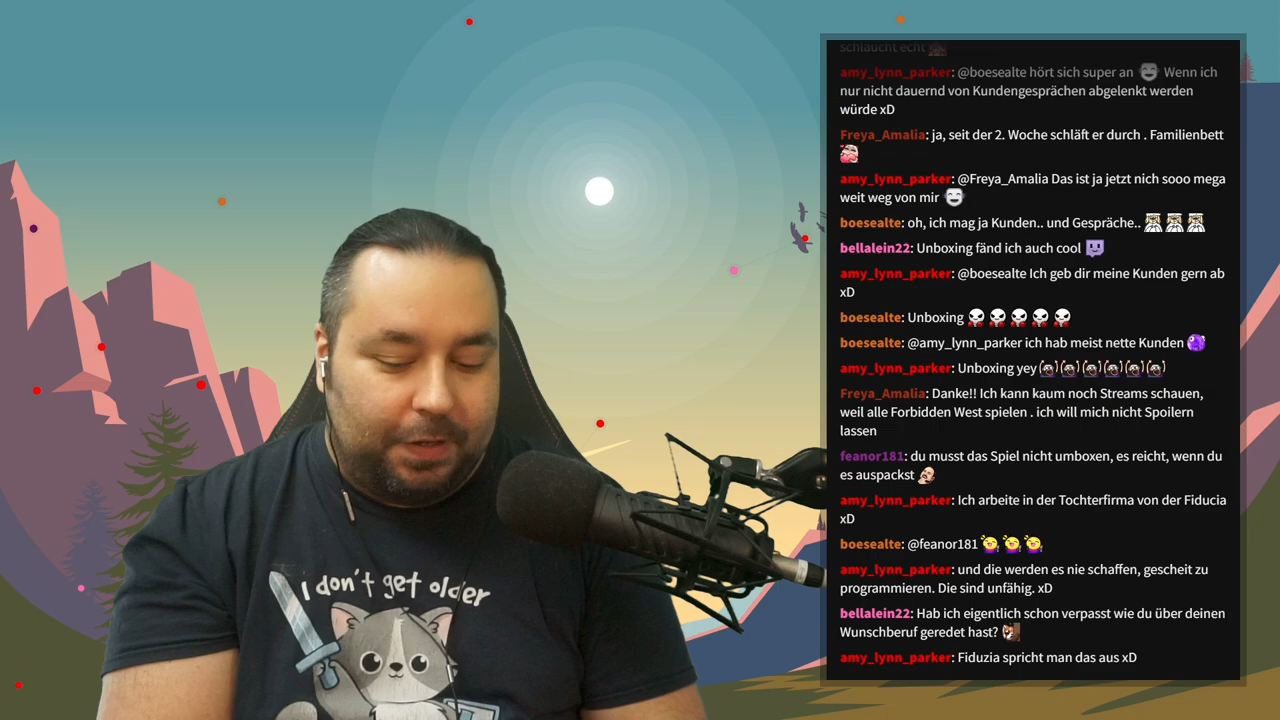 schlaucht echt
amy_lynn_parker: @boesealte hört sich super an Wenn ich
nur nicht dauernd von Kundengesprächen abgelenkt werden
würde xD
Freya_Amalia: ja, seit der 2. Woche schläft er durch . Familienbett
amy_lynn_parker: @Freya_Amalia Das ist ja jetzt nich sooo mega
weit weg von mir
boesealte: oh, ich mag ja Kunden.. und Gespräche..
bellalein22: Unboxing fänd ich auch cool
amy_lynn_parker: @boesealte Ich geb dir meine Kunden gern ab
xD
boesealte: Unboxing
boesealte: @amy_lynn_parker ich hab meist nette Kunden
amy_lynn_parker: Unboxing yey
Freya_Amalia: Danke!! Ich kann kaum noch Streams schauen,
weil alle Forbidden West spielen . ich will mich nicht Spoilern
lassen
feanor181: du musst das Spiel nicht umboxen, es reicht, wenn du
es auspackst
amy_lynn_parker: Ich arbeite in der Tochterfirma von der Fiducia
xD
boesealte: @feanor181
amy_lynn_parker: und die werden es nie schaffen, gescheit zu
programmieren. Die sind unfähig. xD
bellalein22: Hab ich eigentlich schon verpasst wie du über deinen
Wunschberuf geredet hast?
amy_lynn_parker: Fiduzia spricht man das aus xD
I don't get older